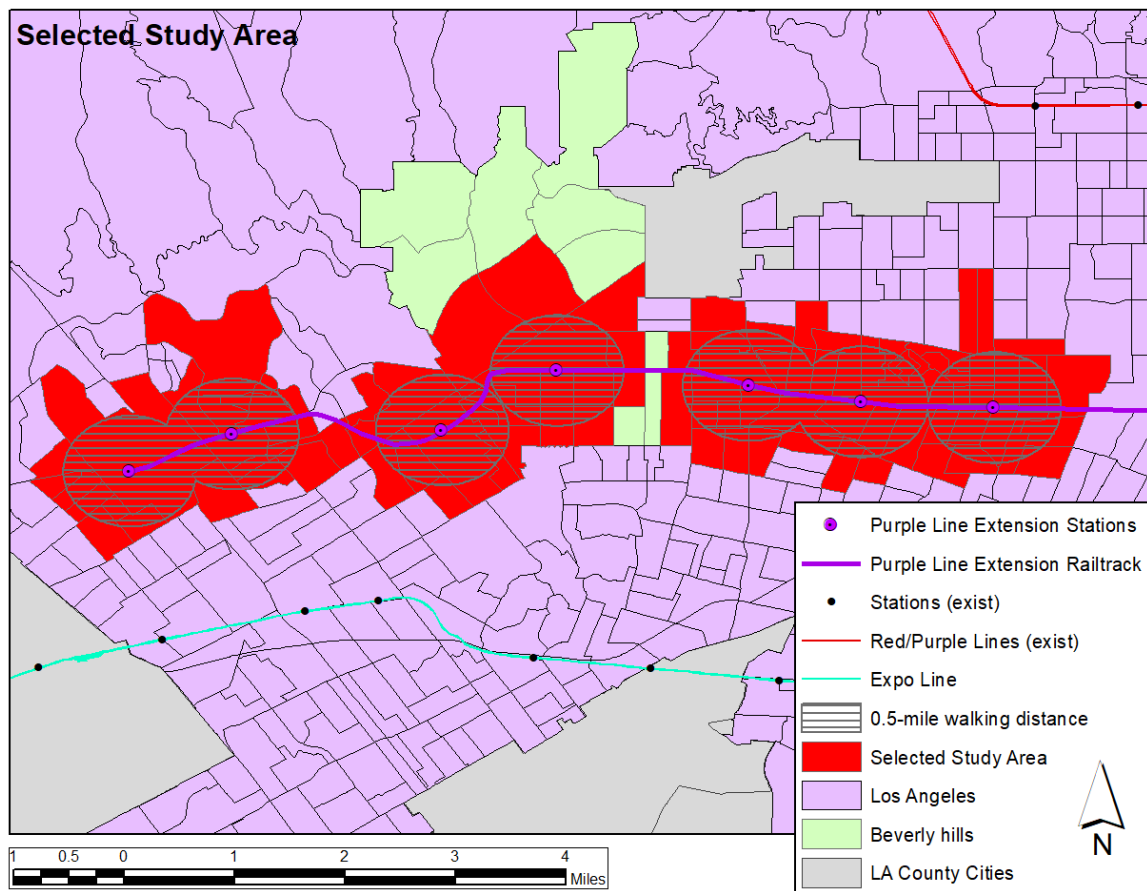 Selected Study Area
Purple Line Extension Stations
Purple Line Extension Railtrack
Stations (exist)
Red/Purple Lines (exist)
Expo Line
0.5-mile walking distance
Selected Study Area
Los Angeles
Beverly hills
LA County Cities
N
1 0.5 0 1 2 3 4
Miles